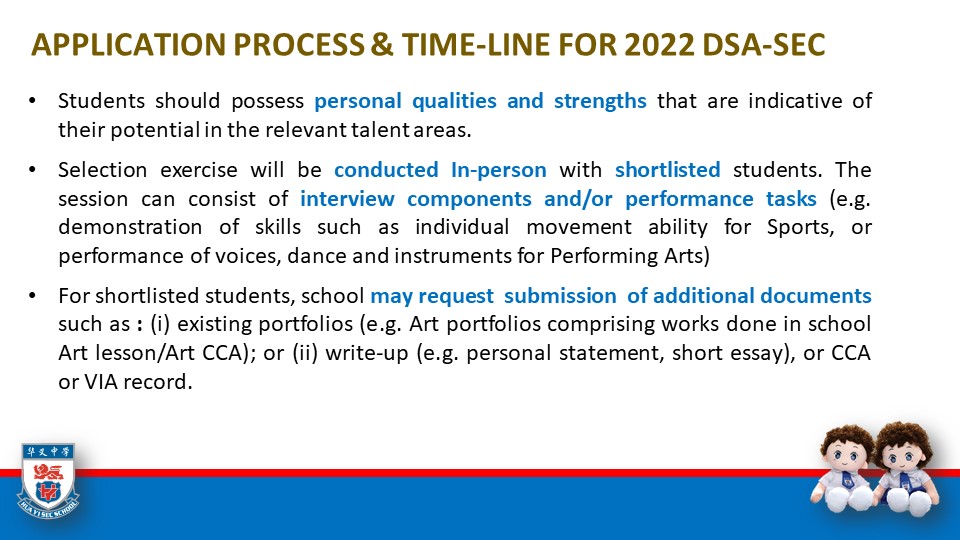 APPLICATION PROCESS & TIME-LINE FOR 2022 DSA-SEC
• Students should possess personal qualities and strengths that are indicative of
their potential in the relevant talent areas.
• Selection exercise will be conducted In-person with shortlisted students. The
session can consist of interview components and/or performance tasks (e.g.
demonstration of skills such as individual movement ability for Sports, or
performance of voices, dance and instruments for Performing Arts)
• For shortlisted students, school may request submission of additional documents
such as : (i) existing portfolios (e.g. Art portfolios comprising works done in school
Art lesson/Art CCA); or (ii) write-up (e.g. personal statement, short essay), or CCA
or VIA record.
华义中学
HUA YI SEC SCHOOL